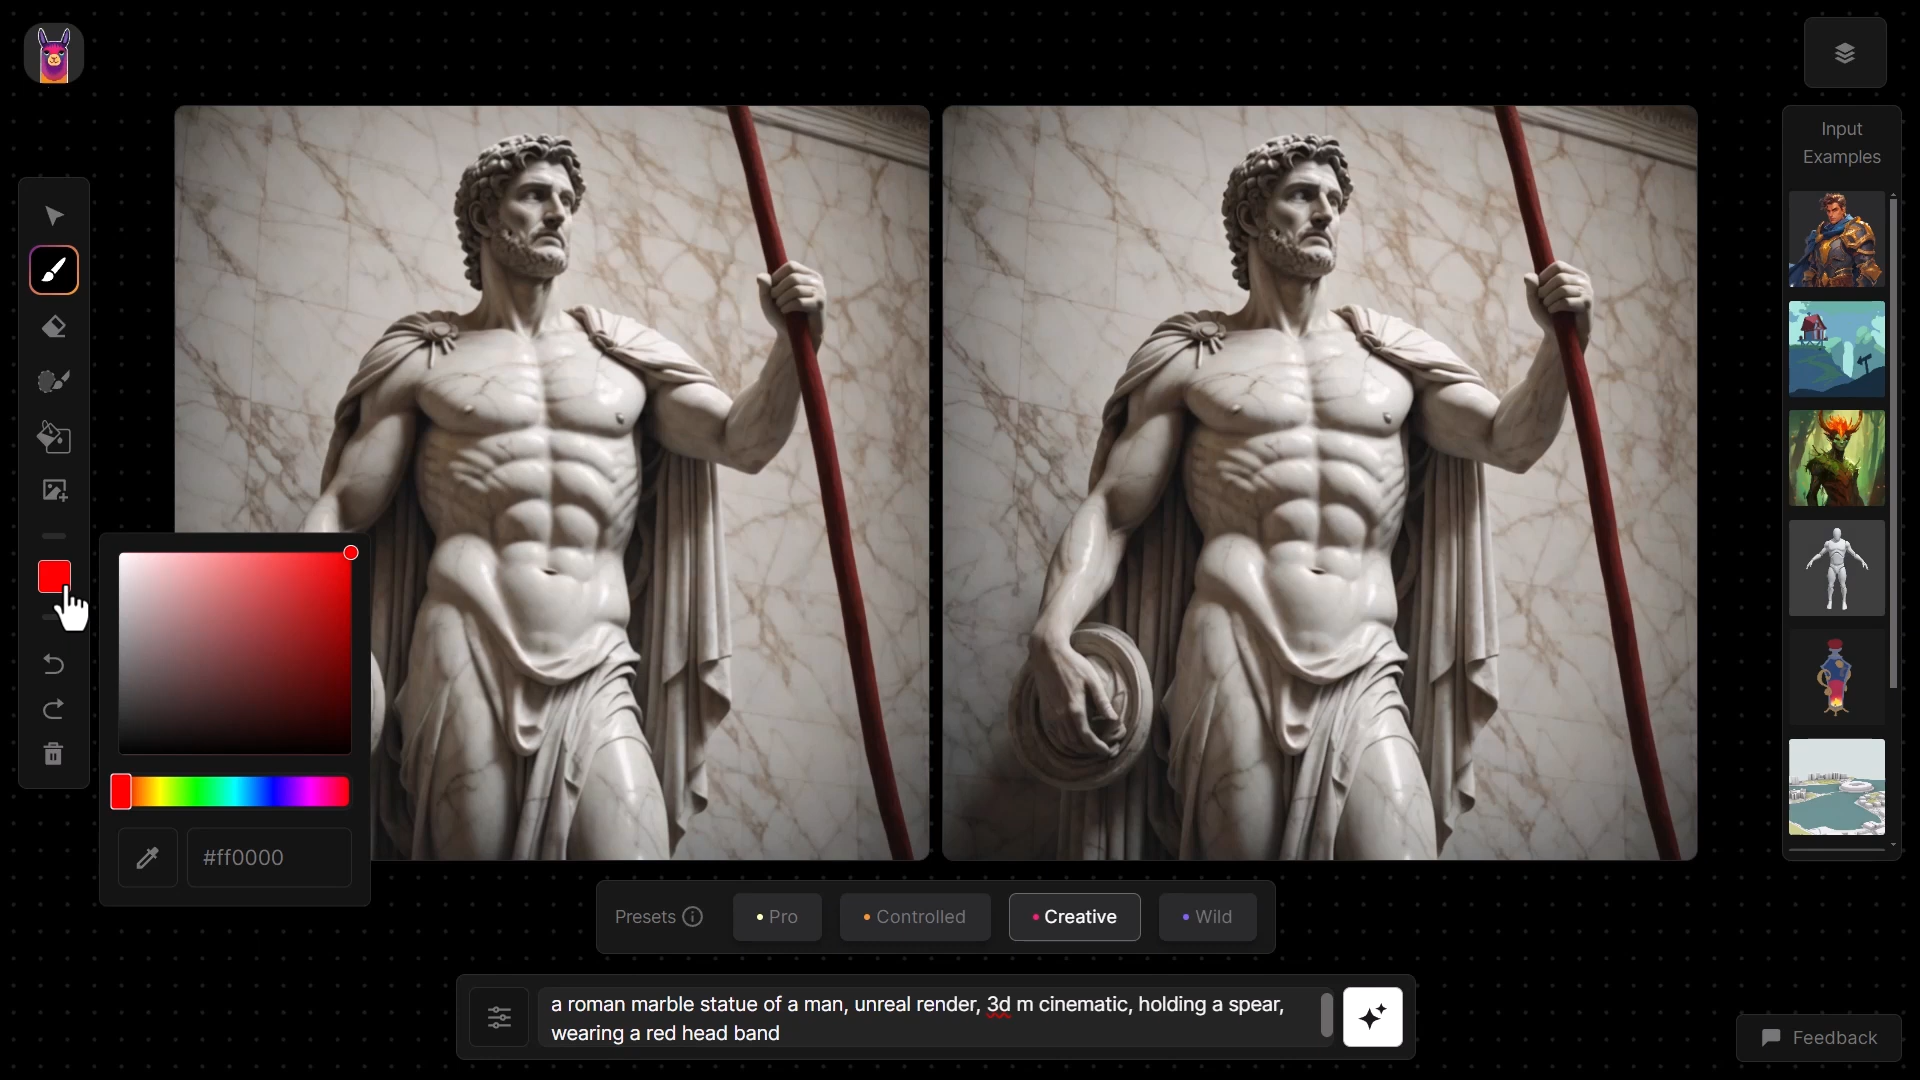 Input
Examples
#ff0000
Presets
Pro
Controlled
Creative
Wild
a roman marble statue of a man, unreal render, 3d m cinematic, holding a spear,
wearing a red head band
Feedback